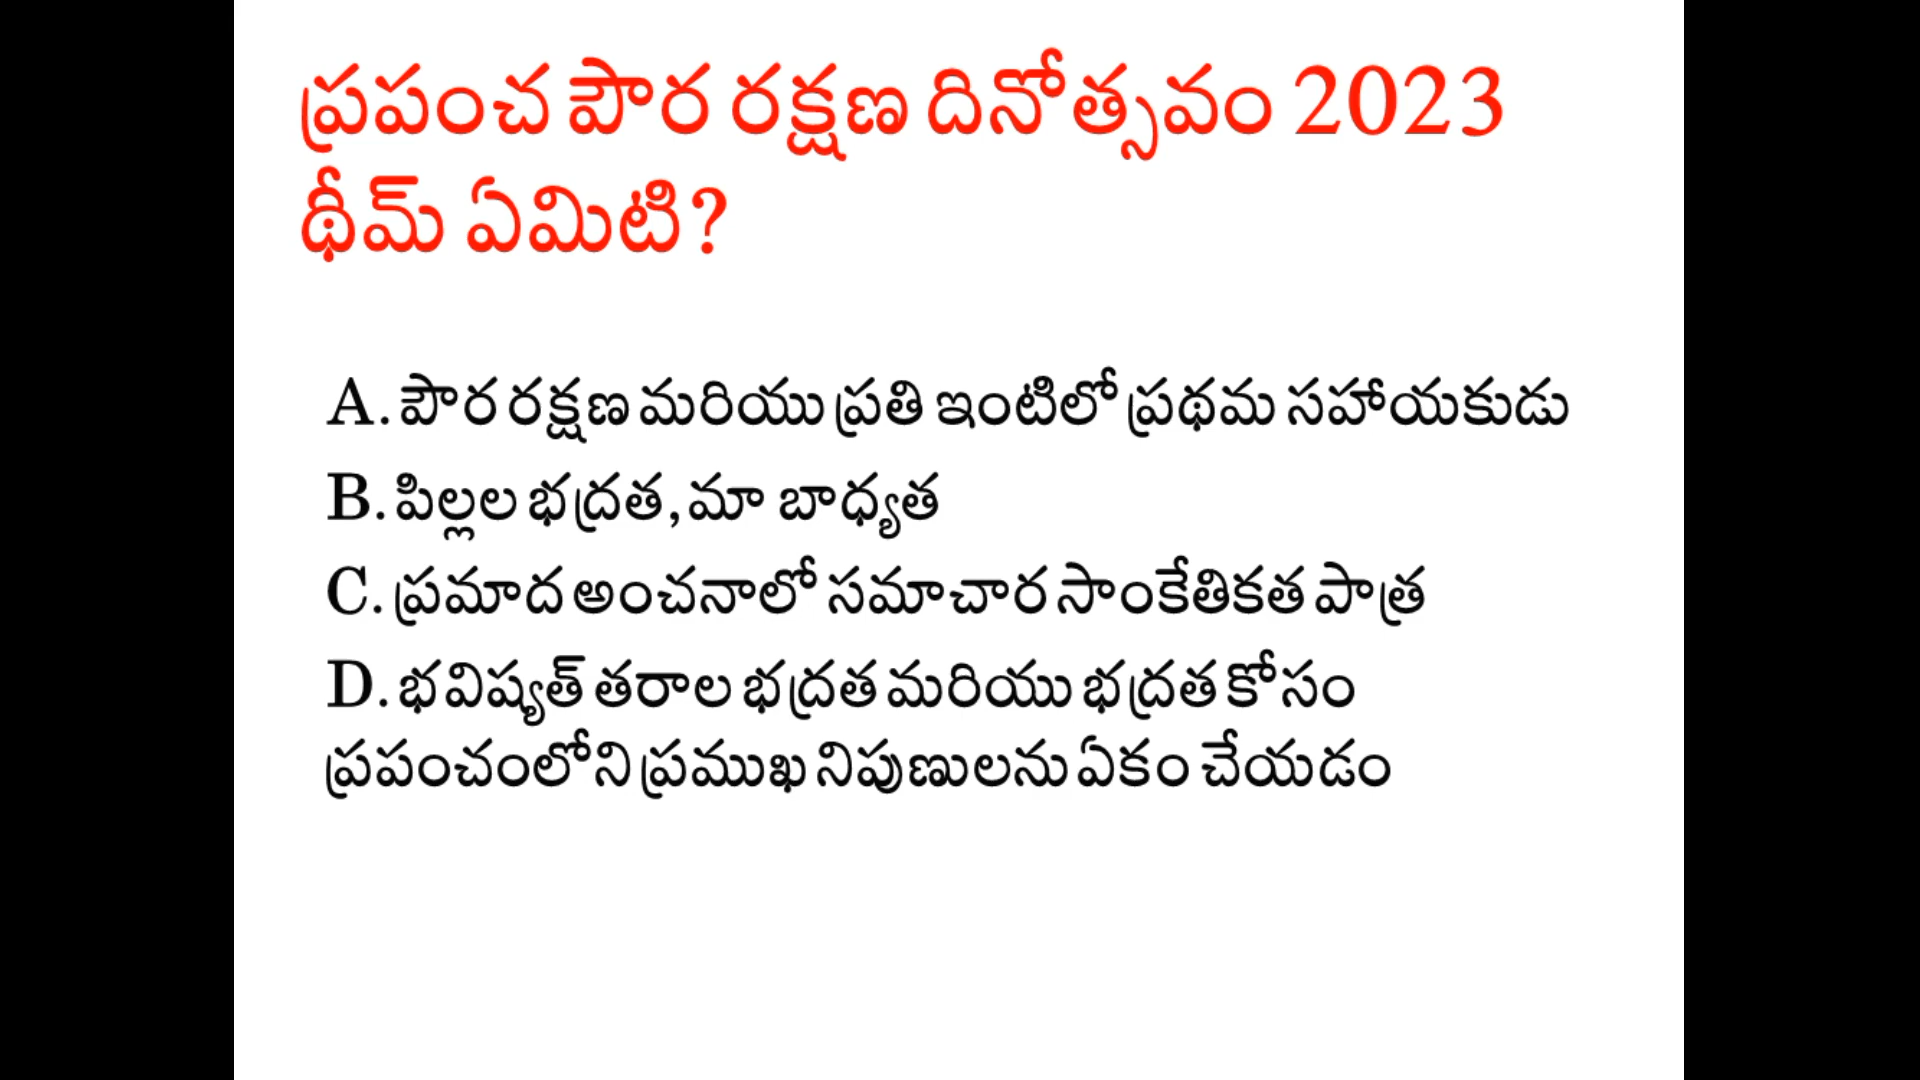 ప్రపంచ పౌర రక్షణ దినోత్సవం 2023
థీమ్ ఏమిటి?
A. పౌర రక్షణ మరియు ప్రతి ఇంటిలో ప్రథమ సహాయకుడు
B. పిల్లల భద్రత, మా బాధ్యత
C. ప్రమాద అంచనాలో సమాచార సాంకేతికత పాత్ర
D. భవిష్యత్ తరాల భద్రత మరియు భద్రత కోసం
ప్రపంచంలోని ప్రముఖ నిపుణులను ఏకం చేయడం